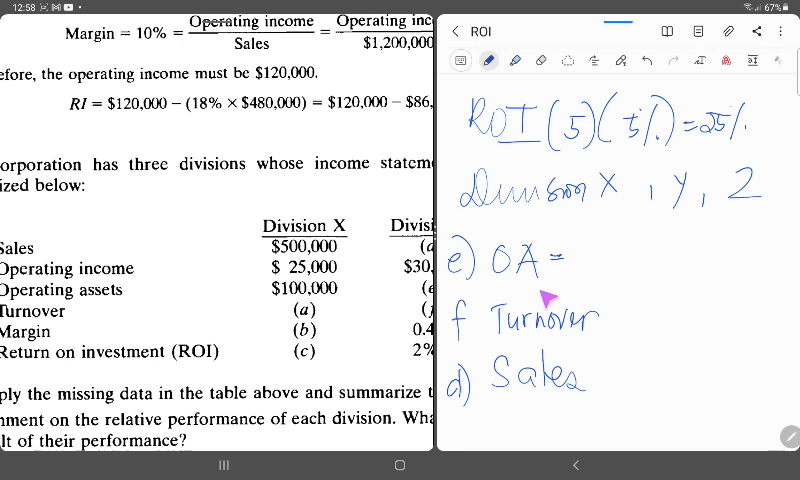 12:58
67%
Margin = 10% = Operating income / Sales = Operating inc / $1,200,000
efore, the operating income must be $120,000.
RI = $120,000 − (18% × $480,000) = $120,000 − $86,
orporation has three divisions whose income statem
ized below:
Division X Divisi
Sales $500,000 (d
Operating income $ 25,000 $30,
Operating assets $100,000 (e
Turnover (a) (f
Margin (b) 0.4
Return on investment (ROI) (c) 2%
ply the missing data in the table above and summarize t
nment on the relative performance of each division. Wha
lt of their performance?
ROI
ROI (5) (5%) = 25%.
Division X, Y, Z
e) OA =
f Turnover
d) Sales